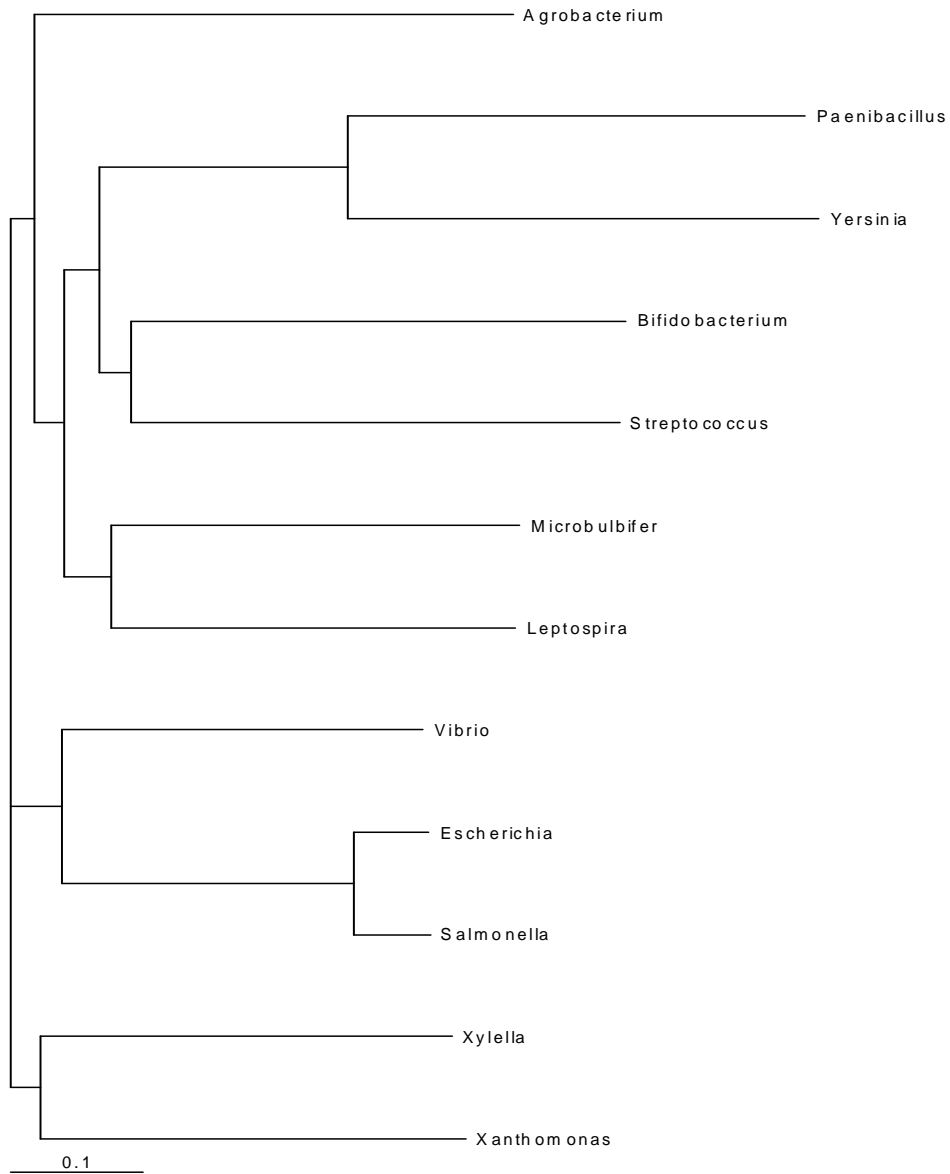 Agrobacterium
Paenibacillus
Yersinia
Bifidobacterium
Streptococcus
Microbulbifer
Leptospira
Vibrio
Escherichia
Salmonella
Xylella
Xanthomonas
0.1